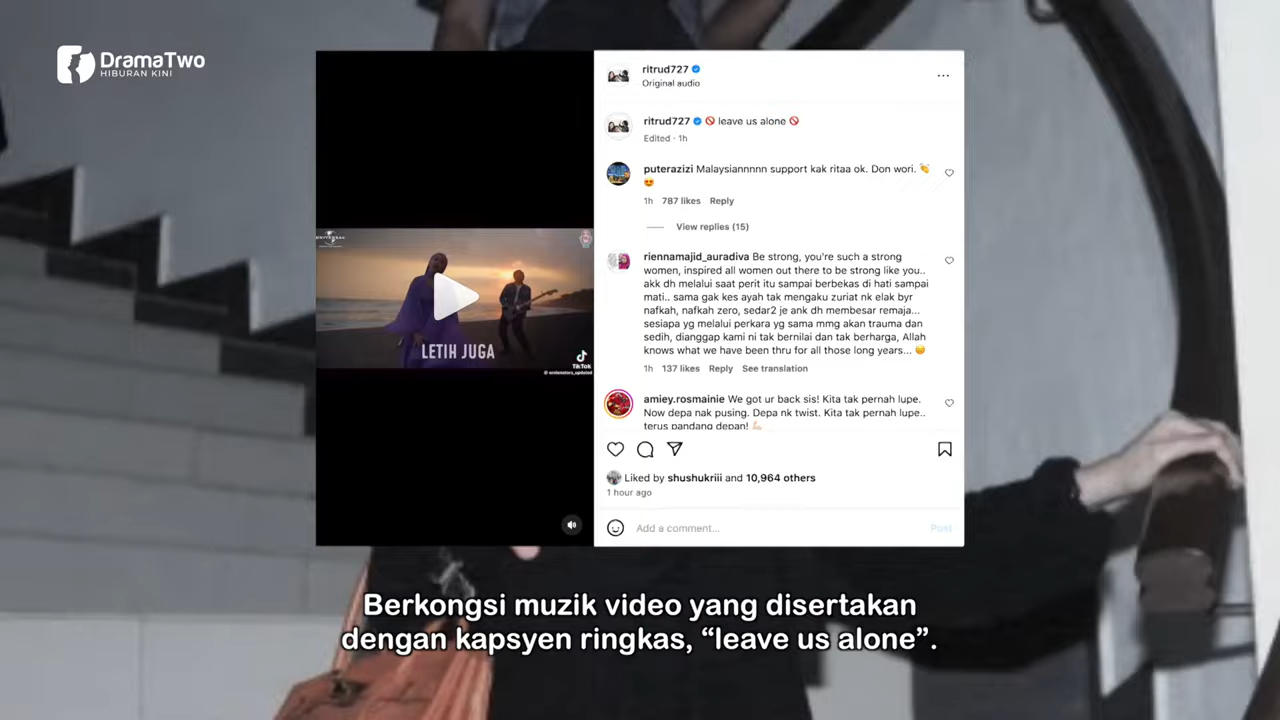 DramaTwo
HIBURAN KINI
ritrud727
Original audio
ritrud727 🚫 leave us alone 🚫
Edited · 1h
puterazizi Malaysiannnnn support kak ritaa ok. Don wori. 👏
😍
1h 787 likes Reply
View replies (15)
riennamajid_auradiva Be strong, you're such a strong
women, inspired all women out there to be strong like you..
akk dh melalui saat perit itu sampai berbekas di hati sampai
mati.. sama gak kes ayah tak mengaku zuriat nk elak byr
nafkah, nafkah zero, sedar2 je ank dh membesar remaja...
sesiapa yg melalui perkara yg sama mmg akan trauma dan
sedih, dianggap kami ni tak bernilai dan tak berharga, Allah
knows what we have been thru for all those long years... 😊
1h 137 likes Reply See translation
amiey.rosmainie We got ur back sis! Kita tak pernah lupe.
Now depa nak pusing. Depa nk twist. Kita tak pernah lupe..
terus pandang depan! 💪🏻
Liked by shushukriii and 10,964 others
1 hour ago
Add a comment...
Post
UNIVERSAL
LETIH JUGA
TikTok
Berkongsi muzik video yang disertakan
dengan kapsyen ringkas, “leave us alone”.